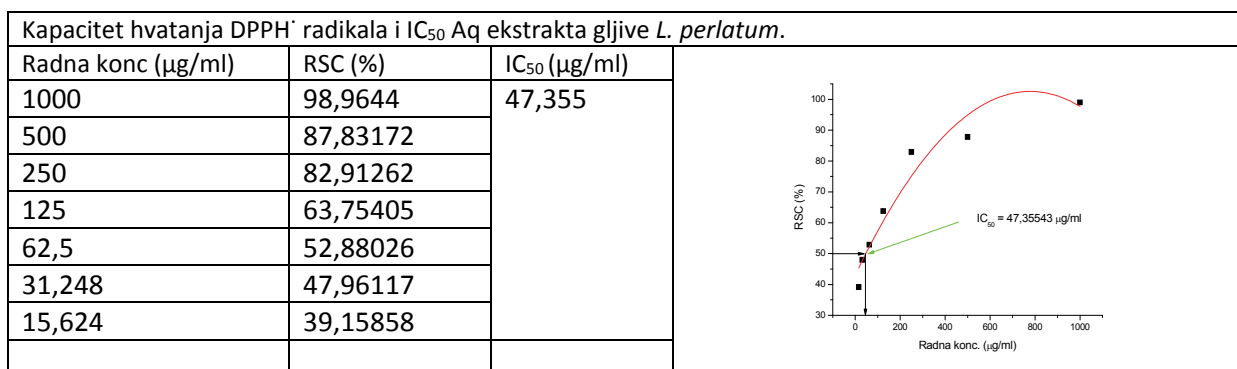 Kapacitet hvatanja DPPH˙ radikala i IC₅₀ Aq ekstrakta gljive L. perlatum.
Radna konc (µg/ml) RSC (%) IC₅₀ (µg/ml)
1000 98,9644 47,355
500 87,83172
250 82,91262
125 63,75405
62,5 52,88026
31,248 47,96117
15,624 39,15858
100
90
80
70
60
50
40
30
RSC (%)
IC₅₀ = 47,35543 µg/ml
0 200 400 600 800 1000
Radna konc. (µg/ml)